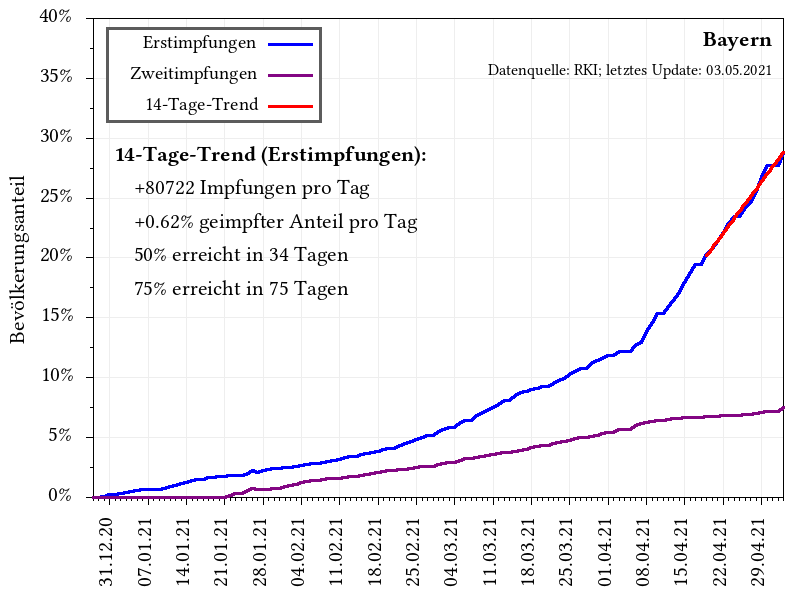 40%
35%
30%
25%
20%
15%
10%
5%
0%
Bevölkerungsanteil
Erstimpfungen
Zweitimpfungen
14-Tage-Trend
Bayern
Datenquelle: RKI; letztes Update: 03.05.2021
14-Tage-Trend (Erstimpfungen):
+80722 Impfungen pro Tag
+0.62% geimpfter Anteil pro Tag
50% erreicht in 34 Tagen
75% erreicht in 75 Tagen
31.12.20
07.01.21
14.01.21
21.01.21
28.01.21
04.02.21
11.02.21
18.02.21
25.02.21
04.03.21
11.03.21
18.03.21
25.03.21
01.04.21
08.04.21
15.04.21
22.04.21
29.04.21